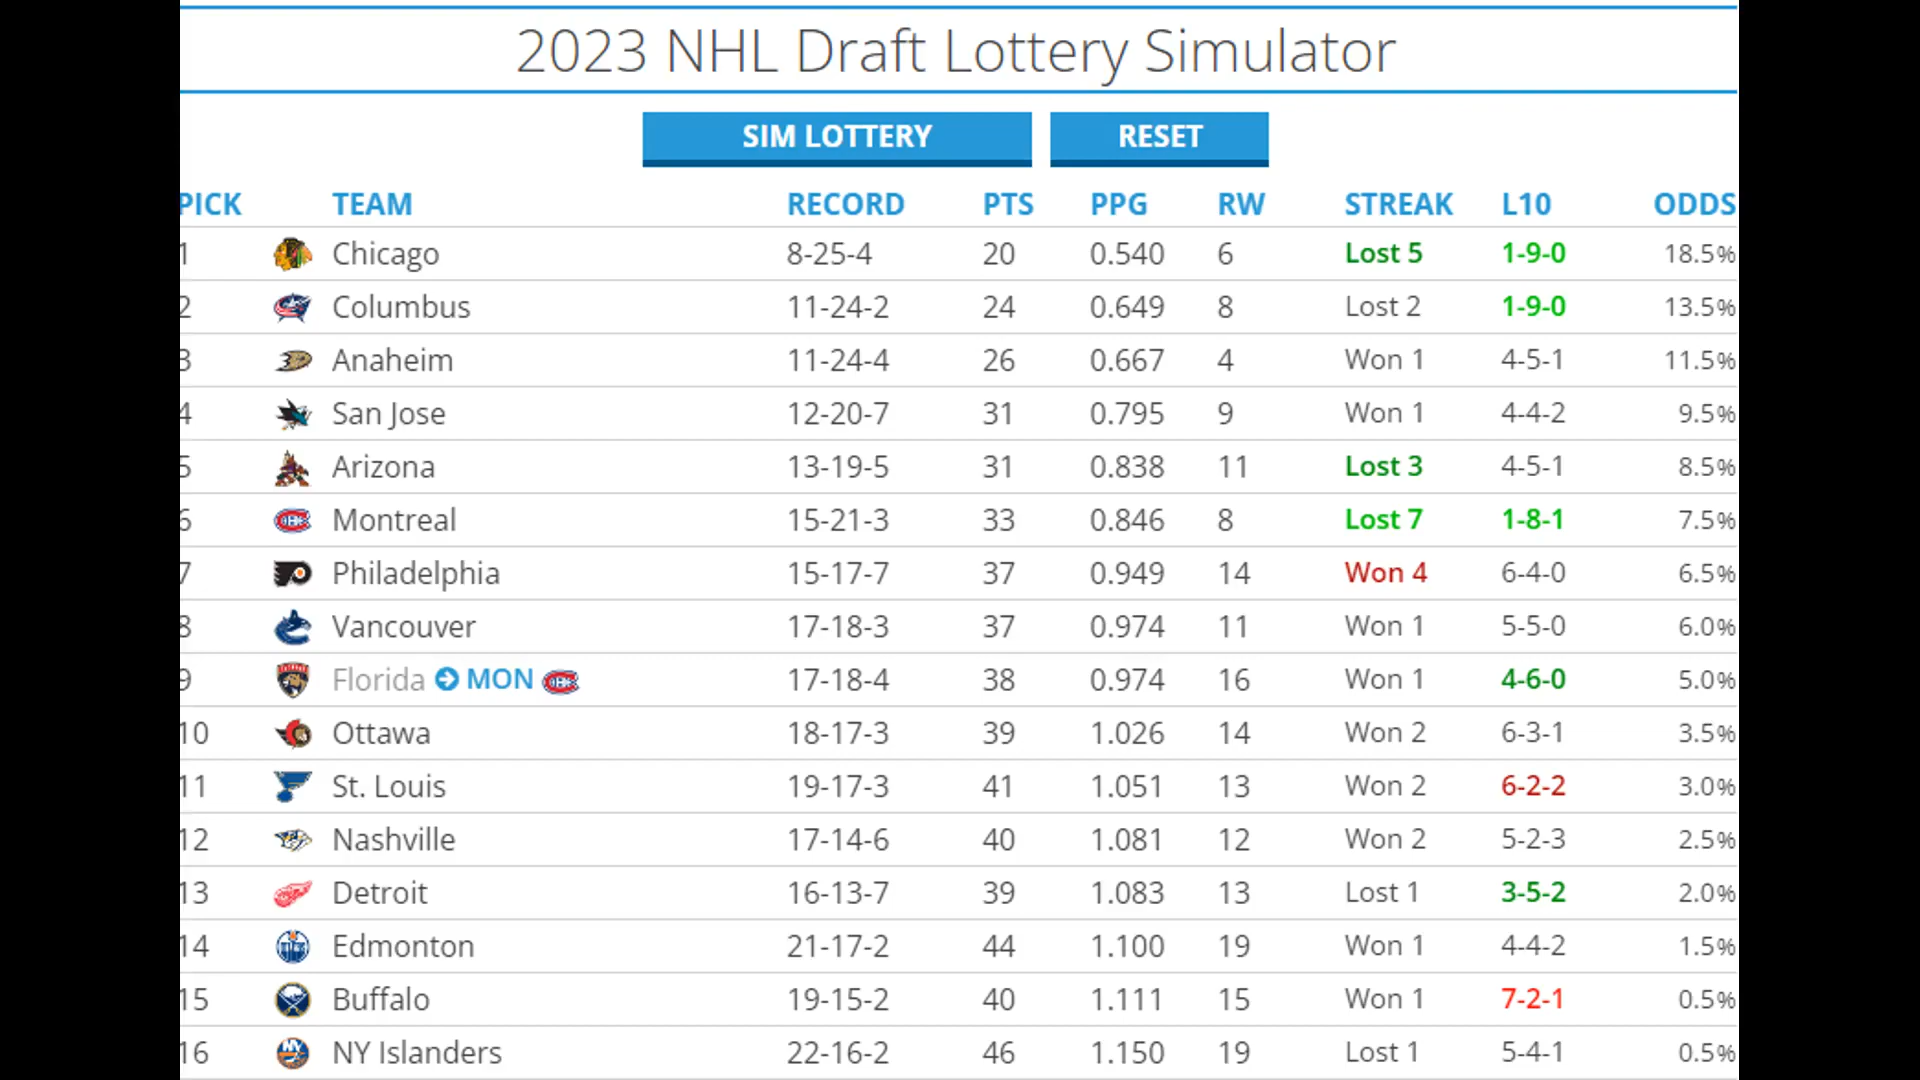 2023 NHL Draft Lottery Simulator
SIM LOTTERY RESET
PICK TEAM RECORD PTS PPG RW STREAK L10 ODDS
1 Chicago 8-25-4 20 0.540 6 Lost 5 1-9-0 18.5%
2 Columbus 11-24-2 24 0.649 8 Lost 2 1-9-0 13.5%
3 Anaheim 11-24-4 26 0.667 4 Won 1 4-5-1 11.5%
4 San Jose 12-20-7 31 0.795 9 Won 1 4-4-2 9.5%
5 Arizona 13-19-5 31 0.838 11 Lost 3 4-5-1 8.5%
6 Montreal 15-21-3 33 0.846 8 Lost 7 1-8-1 7.5%
7 Philadelphia 15-17-7 37 0.949 14 Won 4 6-4-0 6.5%
8 Vancouver 17-18-3 37 0.974 11 Won 1 5-5-0 6.0%
9 Florida MON 17-18-4 38 0.974 16 Won 1 4-6-0 5.0%
10 Ottawa 18-17-3 39 1.026 14 Won 2 6-3-1 3.5%
11 St. Louis 19-17-3 41 1.051 13 Won 2 6-2-2 3.0%
12 Nashville 17-14-6 40 1.081 12 Won 2 5-2-3 2.5%
13 Detroit 16-13-7 39 1.083 13 Lost 1 3-5-2 2.0%
14 Edmonton 21-17-2 44 1.100 19 Won 1 4-4-2 1.5%
15 Buffalo 19-15-2 40 1.111 15 Won 1 7-2-1 0.5%
16 NY Islanders 22-16-2 46 1.150 19 Lost 1 5-4-1 0.5%